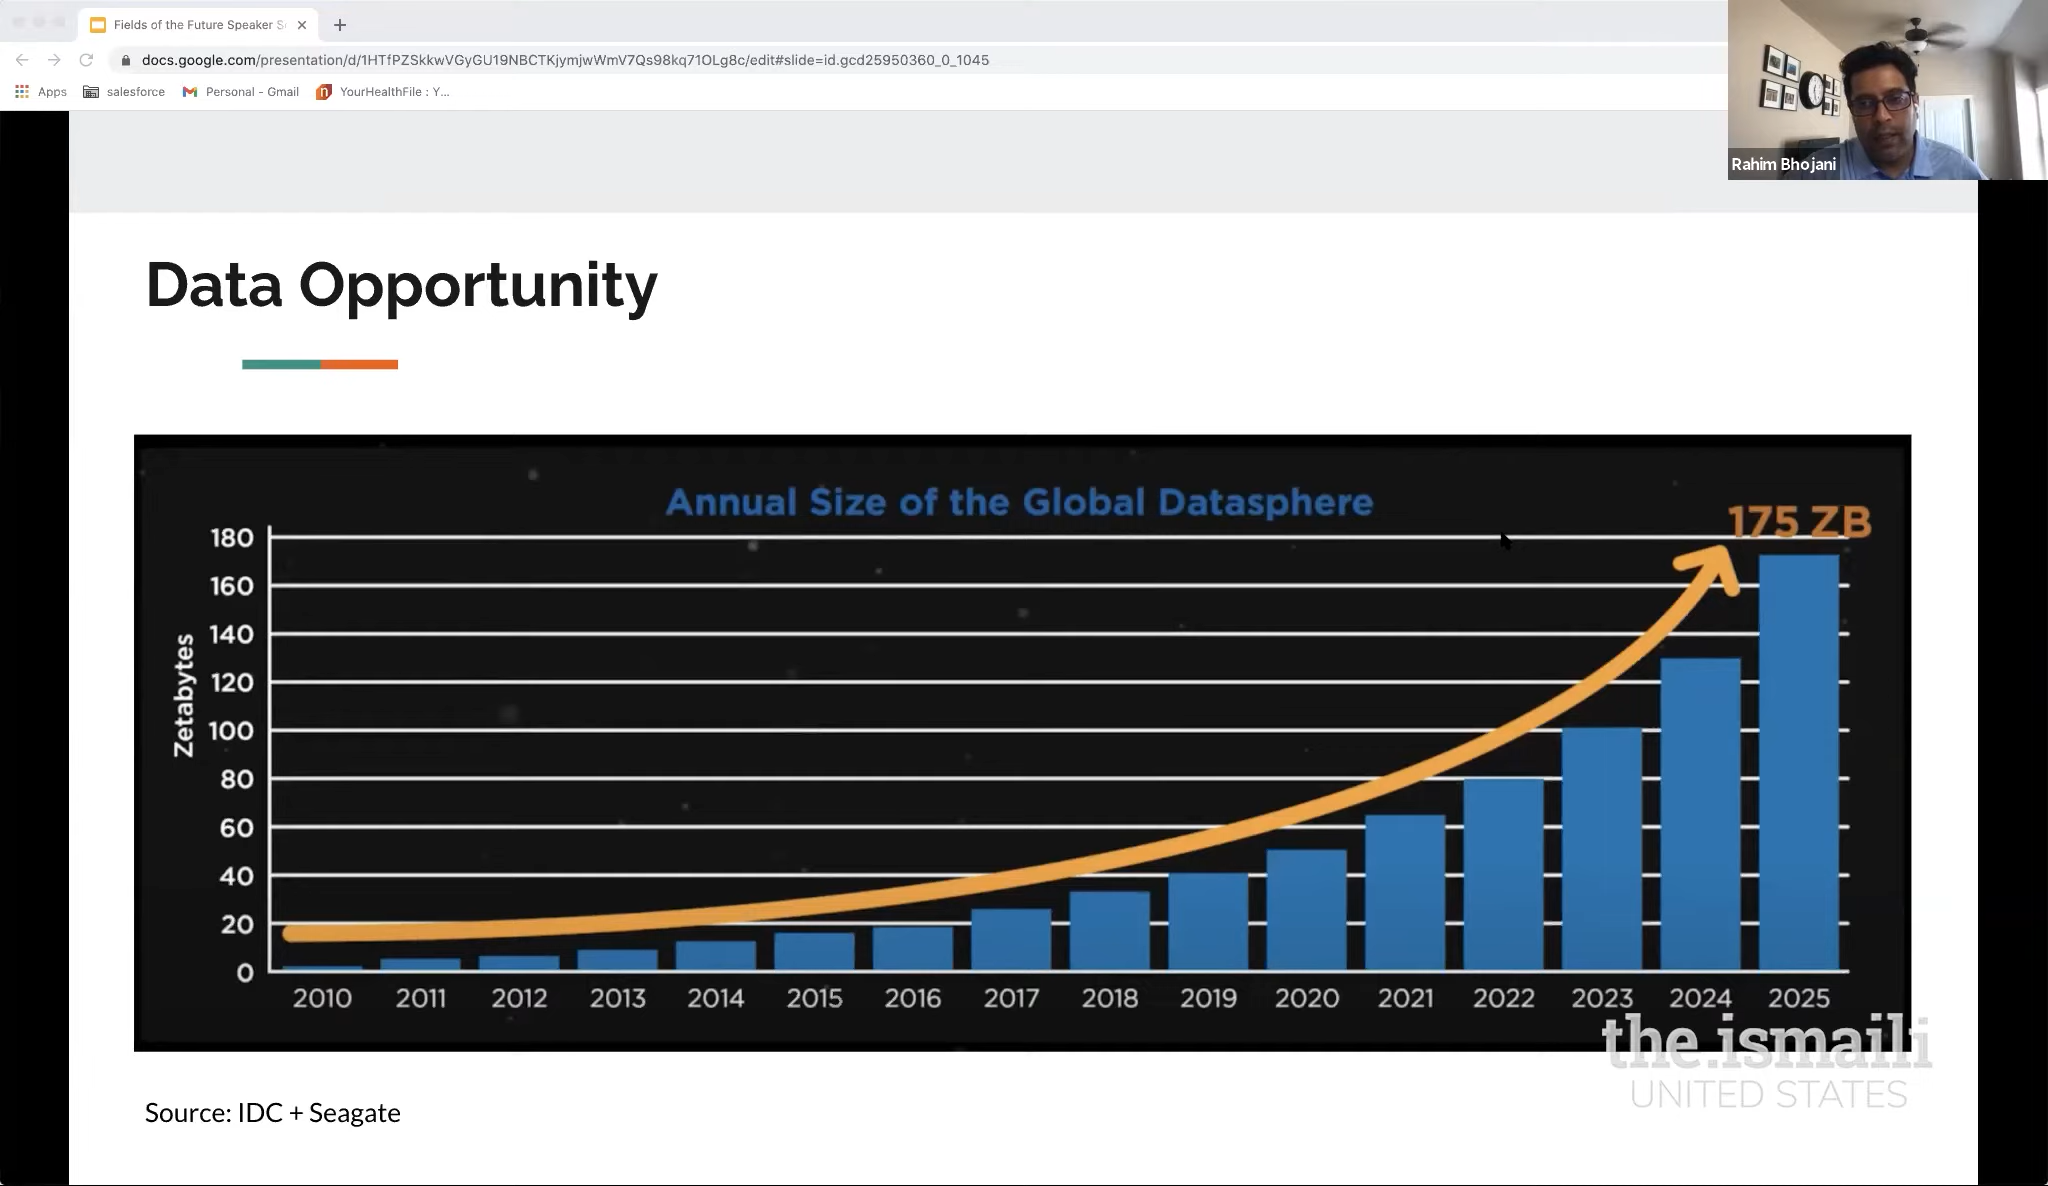 Fields of the Future Speaker S
docs.google.com/presentation/d/1HTfPZSkkwVGyGU19NBCTKjymjwWmV7Qs98kq71OLg8c/edit#slide=id.gcd25950360_0_1045
Apps salesforce Personal - Gmail YourHealthFile : Y...
Rahim Bhojani
Data Opportunity
Annual Size of the Global Datasphere
175 ZB
Zetabytes
180
160
140
120
100
80
60
40
20
0
2010 2011 2012 2013 2014 2015 2016 2017 2018 2019 2020 2021 2022 2023 2024 2025
the.ismaili
UNITED STATES
Source: IDC + Seagate